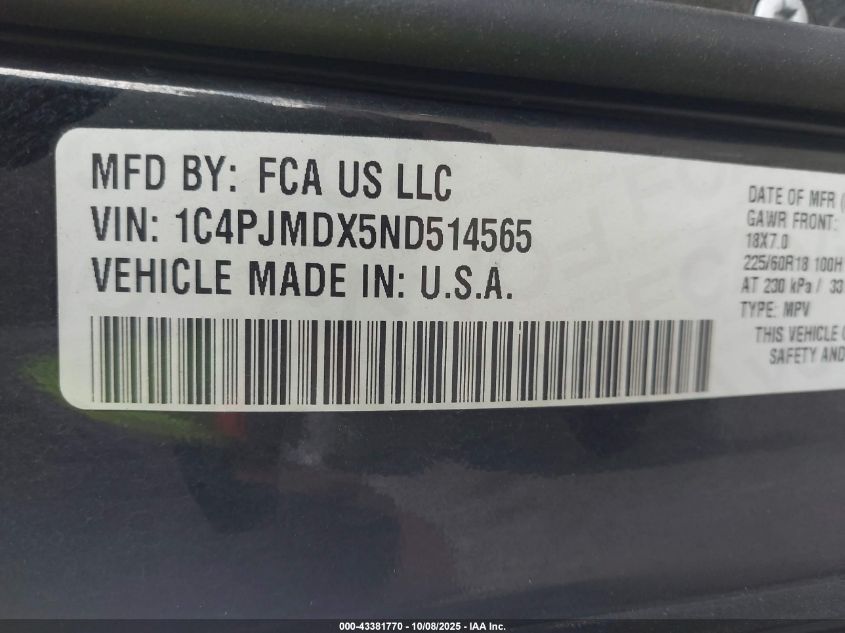 MFD BY: FCA US LLC
VIN: 1C4PJMDX5ND514565
VEHICLE MADE IN: U.S.A.
DATE OF MFR (
GAWR FRONT:
18X7.0
225/60R18 100H
AT 230 kPa / 33
TYPE: MPV
THIS VEHICLE
SAFETY AND
000-43381770 - 10/08/2025 - IAA Inc.